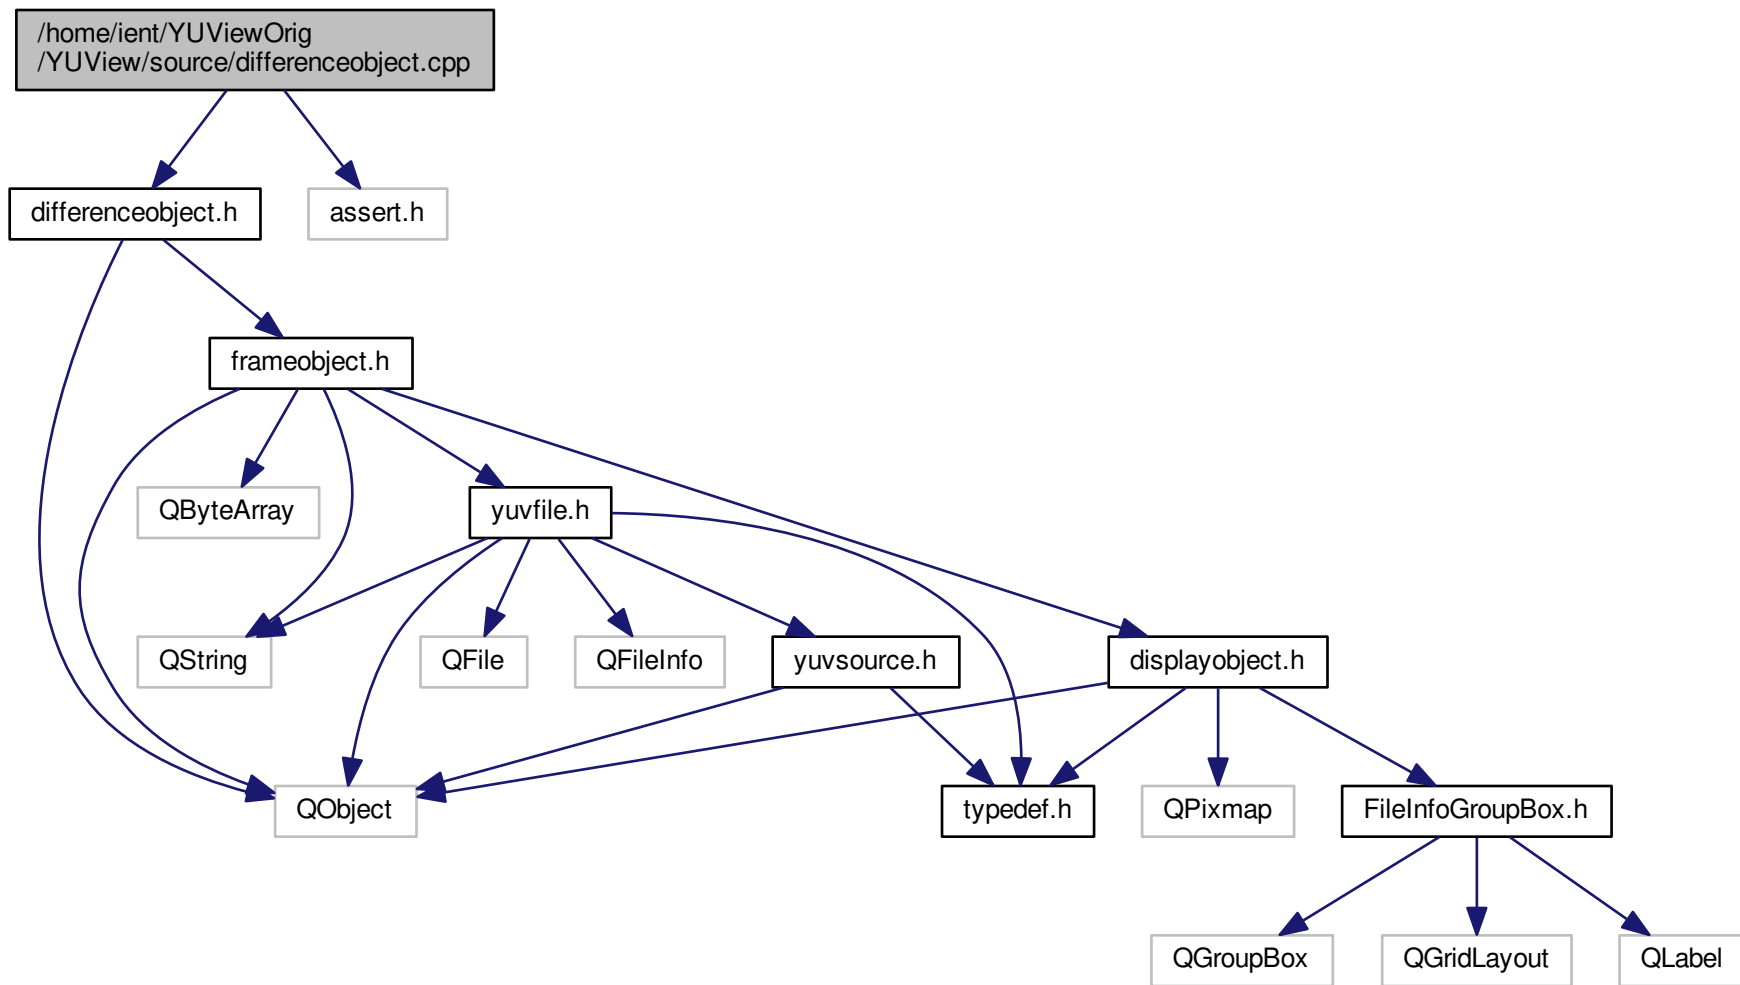 /home/ient/YUViewOrig
/YUView/source/differenceobject.cpp
differenceobject.h
assert.h
frameobject.h
QByteArray
yuvfile.h
QString
QFile
QFileInfo
yuvsource.h
displayobject.h
QObject
typedef.h
QPixmap
FileInfoGroupBox.h
QGroupBox
QGridLayout
QLabel